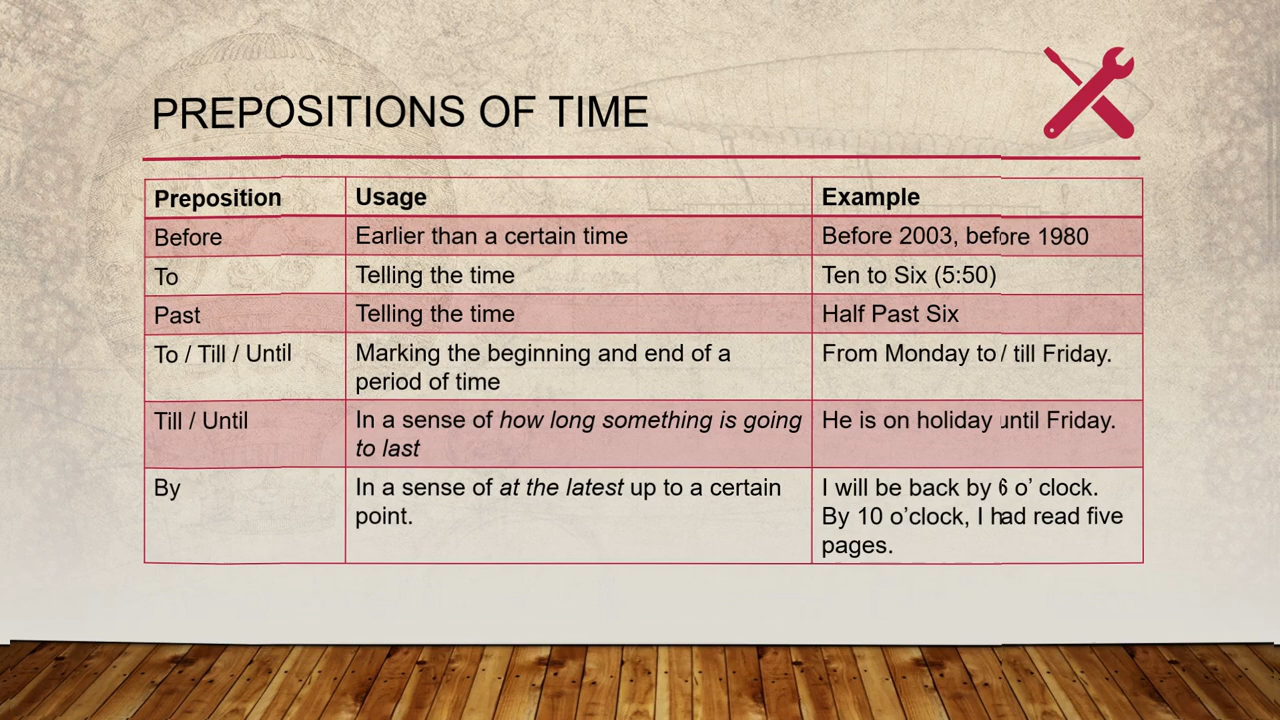 PREPOSITIONS OF TIME
Preposition Usage Example
Before Earlier than a certain time Before 2003, before 1980
To Telling the time Ten to Six (5:50)
Past Telling the time Half Past Six
To / Till / Until Marking the beginning and end of a From Monday to / till Friday.
period of time
Till / Until In a sense of how long something is going He is on holiday until Friday.
to last
By In a sense of at the latest up to a certain I will be back by 6 o’ clock.
point. By 10 o’clock, I had read five
pages.